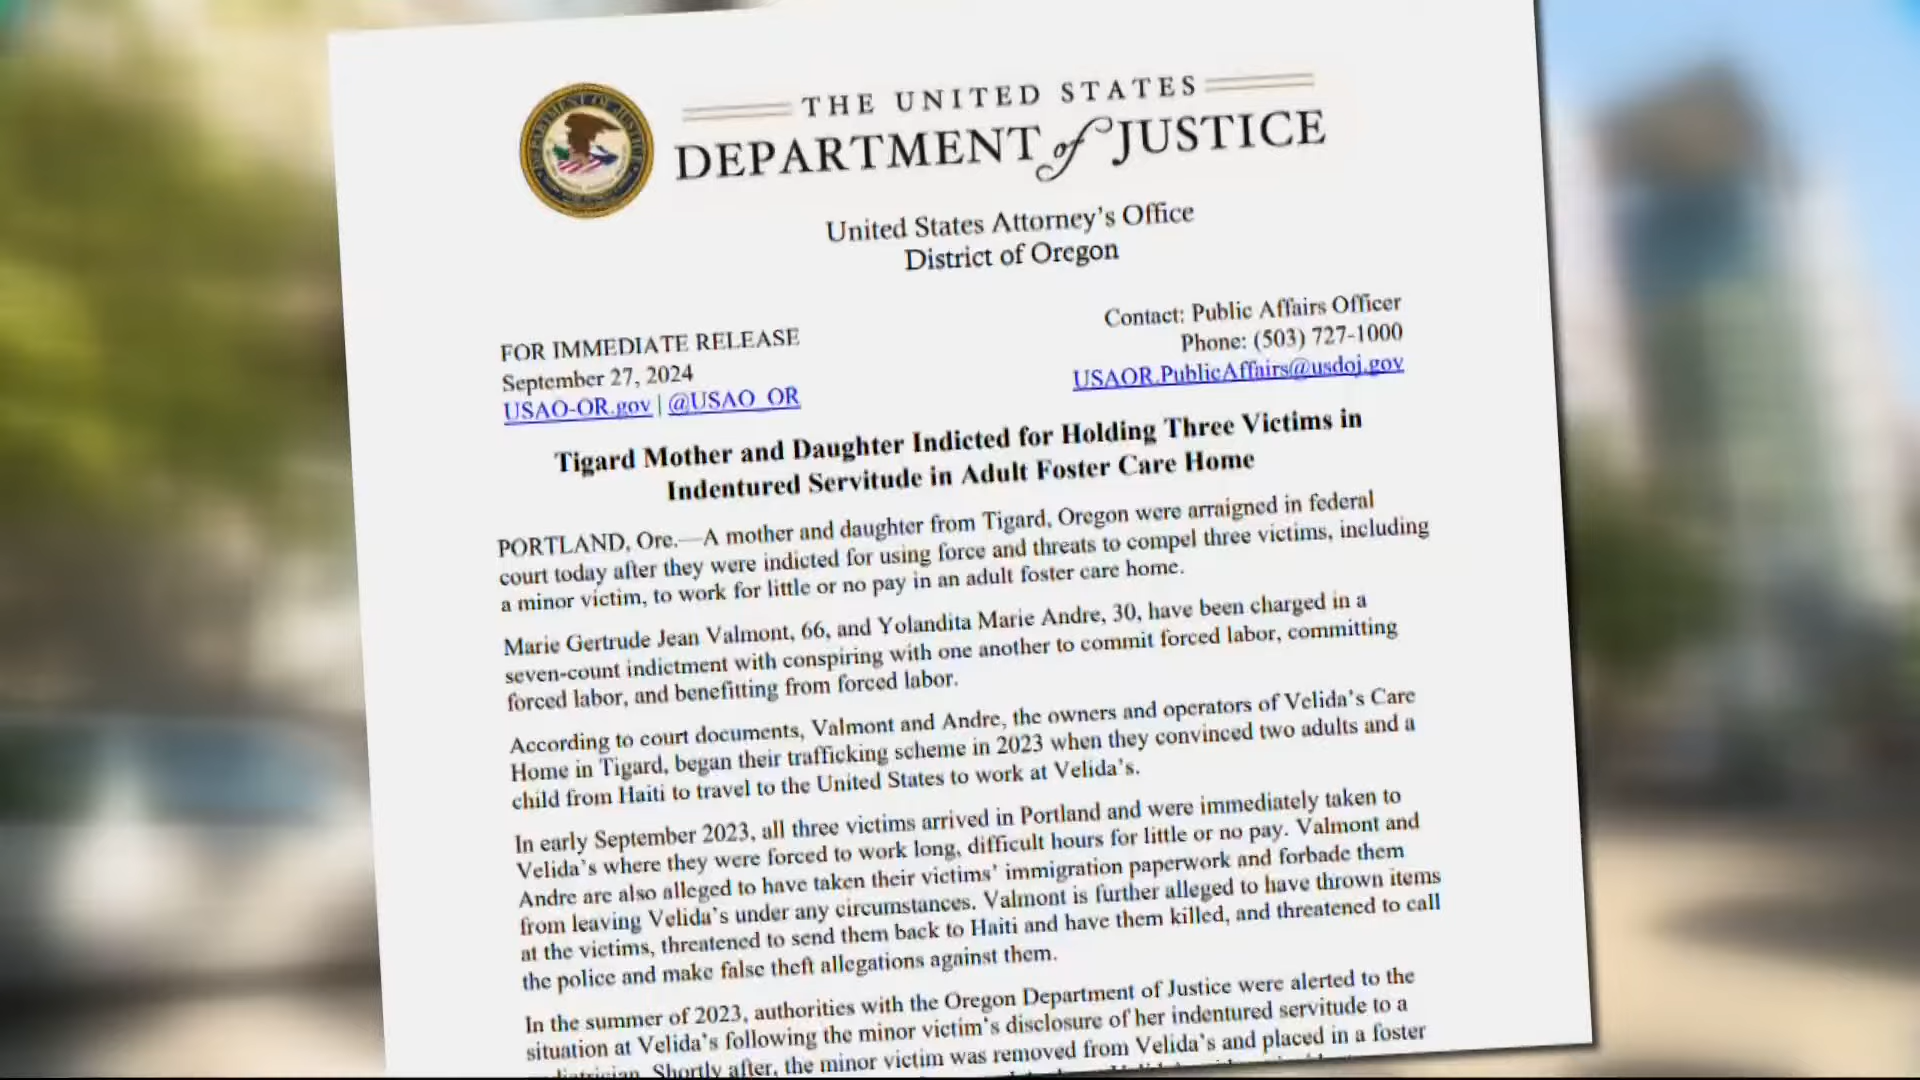 THE UNITED STATES
DEPARTMENT of JUSTICE
United States Attorney's Office
District of Oregon
FOR IMMEDIATE RELEASE
September 27, 2024
USAO-OR.gov | @USAO_OR
Contact: Public Affairs Officer
Phone: (503) 727-1000
USAOR.PublicAffairs@usdoj.gov
Tigard Mother and Daughter Indicted for Holding Three Victims in
Indentured Servitude in Adult Foster Care Home
PORTLAND, Ore.—A mother and daughter from Tigard, Oregon were arraigned in federal
court today after they were indicted for using force and threats to compel three victims, including
a minor victim, to work for little or no pay in an adult foster care home.
Marie Gertrude Jean Valmont, 66, and Yolandita Marie Andre, 30, have been charged in a
seven-count indictment with conspiring with one another to commit forced labor, committing
forced labor, and benefitting from forced labor.
According to court documents, Valmont and Andre, the owners and operators of Velida's Care
Home in Tigard, began their trafficking scheme in 2023 when they convinced two adults and a
child from Haiti to travel to the United States to work at Velida's.
In early September 2023, all three victims arrived in Portland and were immediately taken to
Velida's where they were forced to work long, difficult hours for little or no pay. Valmont and
Andre are also alleged to have taken their victims' immigration paperwork and forbade them
from leaving Velida's under any circumstances. Valmont is further alleged to have thrown items
at the victims, threatened to send them back to Haiti and have them killed, and threatened to call
the police and make false theft allegations against them.
In the summer of 2023, authorities with the Oregon Department of Justice were alerted to the
situation at Velida's following the minor victim's disclosure of her indentured servitude to a
Shortly after, the minor victim was removed from Velida's and placed in a foster